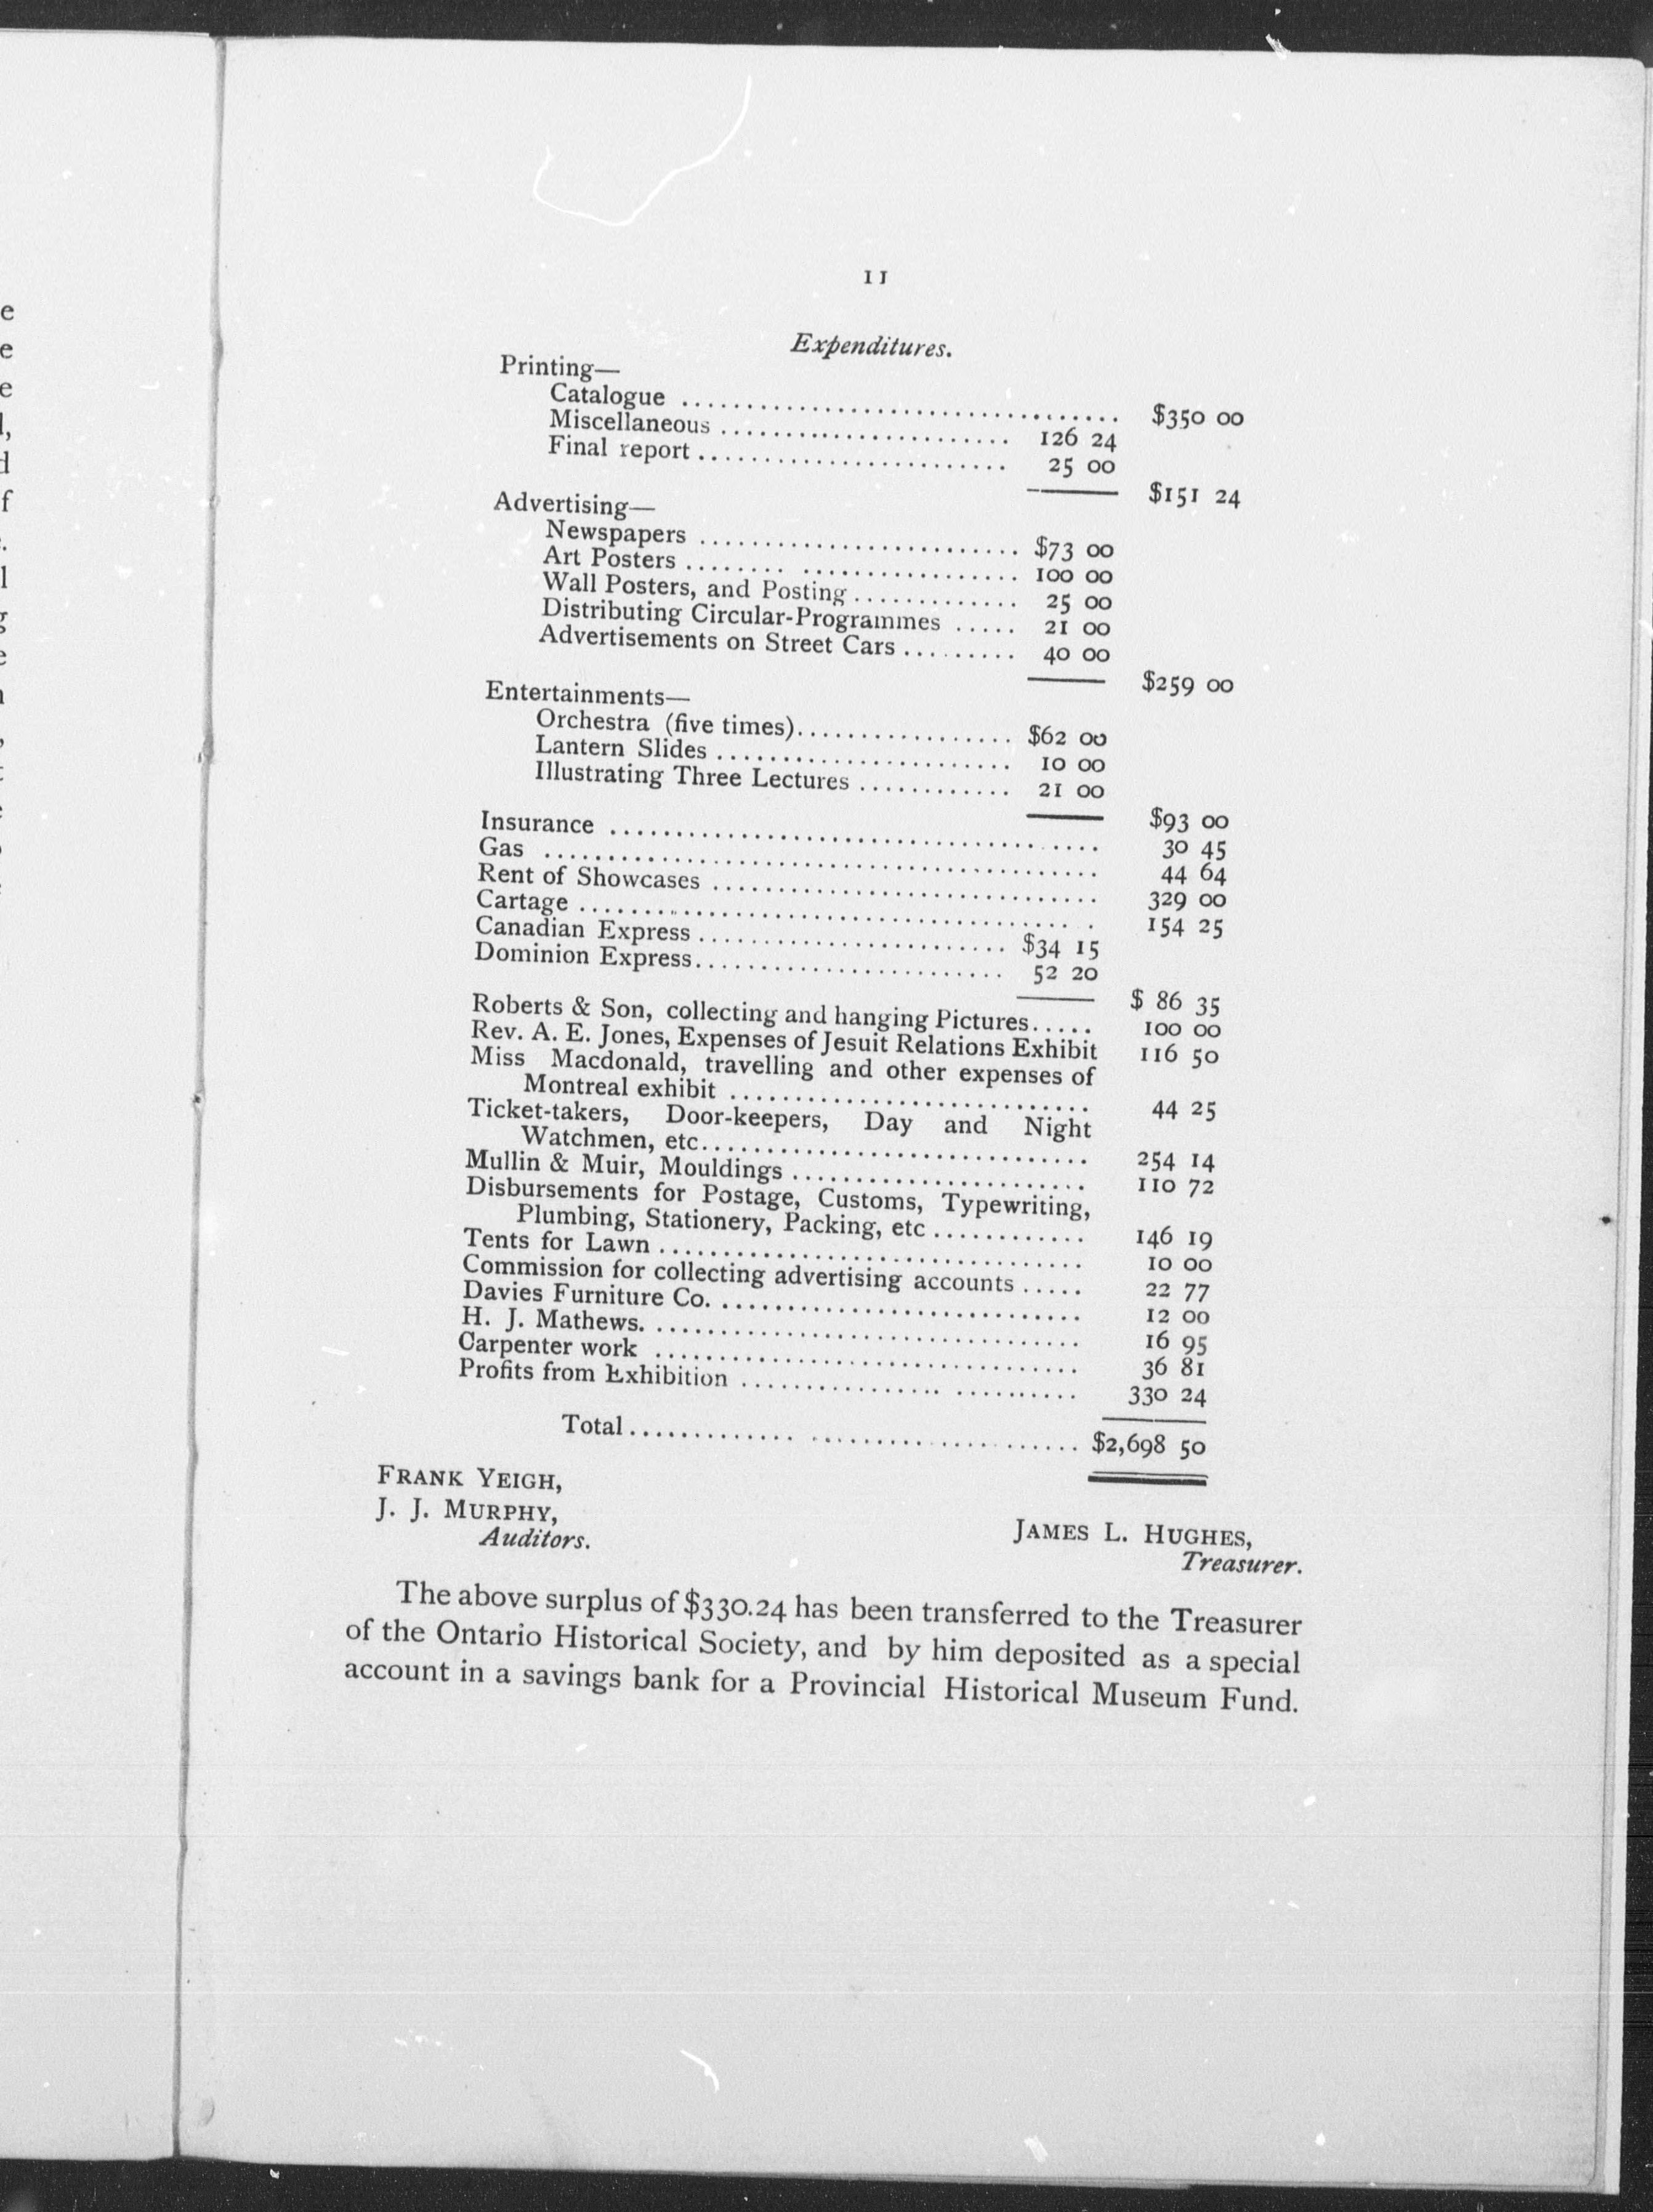 11
Expenditures.
Printing—
Catalogue ................................. $350 00
Miscellaneous ........................ 126 24
Final report ........................ 25 00
$151 24
Advertising—
Newspapers ......................... $73 00
Art Posters ........ ................. 100 00
Wall Posters, and Posting ............. 25 00
Distributing Circular-Programmes ..... 21 00
Advertisements on Street Cars ......... 40 00
$259 00
Entertainments—
Orchestra (five times)................. $62 00
Lantern Slides ....................... 10 00
Illustrating Three Lectures ............ 21 00
$93 00
Insurance ..................................... 30 45
Gas .......................................... 44 64
Rent of Showcases .............................. 329 00
Cartage ....................................... 154 25
Canadian Express ........................ $34 15
Dominion Express........................ 52 20
$ 86 35
Roberts & Son, collecting and hanging Pictures..... 100 00
Rev. A. E. Jones, Expenses of Jesuit Relations Exhibit 116 50
Miss Macdonald, travelling and other expenses of
Montreal exhibit ............................ 44 25
Ticket-takers, Door-keepers, Day and Night
Watchmen, etc.............................. 254 14
Mullin & Muir, Mouldings ....................... 110 72
Disbursements for Postage, Customs, Typewriting,
Plumbing, Stationery, Packing, etc ............ 146 19
Tents for Lawn ................................. 10 00
Commission for collecting advertising accounts ..... 22 77
Davies Furniture Co. ............................ 12 00
H. J. Mathews. ................................. 16 95
Carpenter work ................................. 36 81
Profits from Exhibition ................ .......... 330 24
Total ............. ..................... $2,698 50
FRANK YEIGH,
J. J. MURPHY,
Auditors.
JAMES L. HUGHES,
Treasurer.
The above surplus of $330.24 has been transferred to the Treasurer
of the Ontario Historical Society, and by him deposited as a special
account in a savings bank for a Provincial Historical Museum Fund.